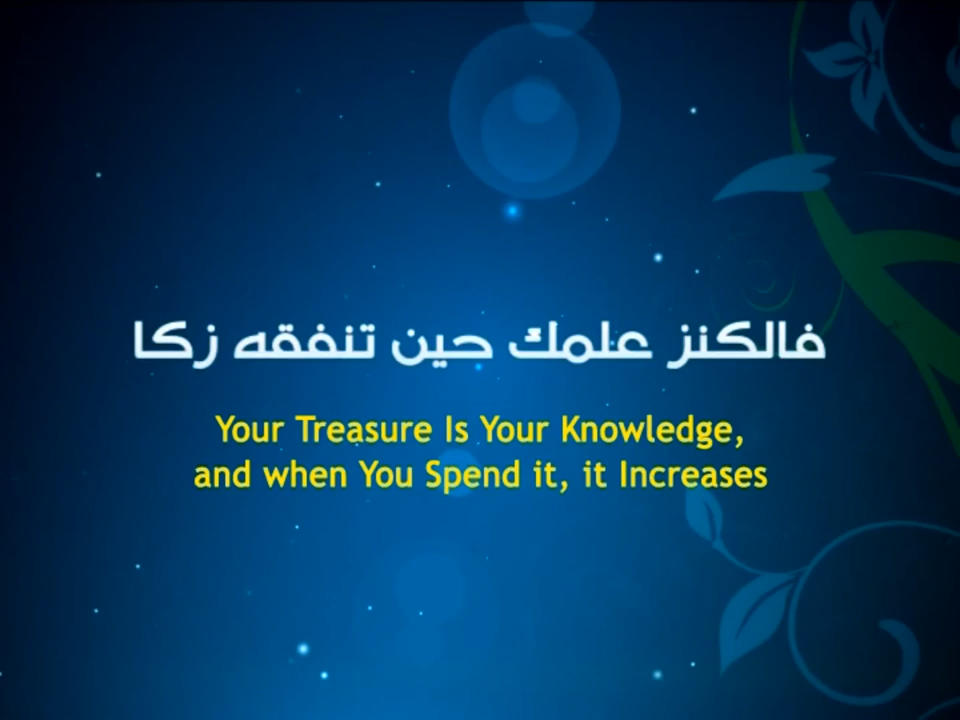 فالكنز علمك حين تنفقه زكا
Your Treasure Is Your Knowledge,
and when You Spend it, it Increases